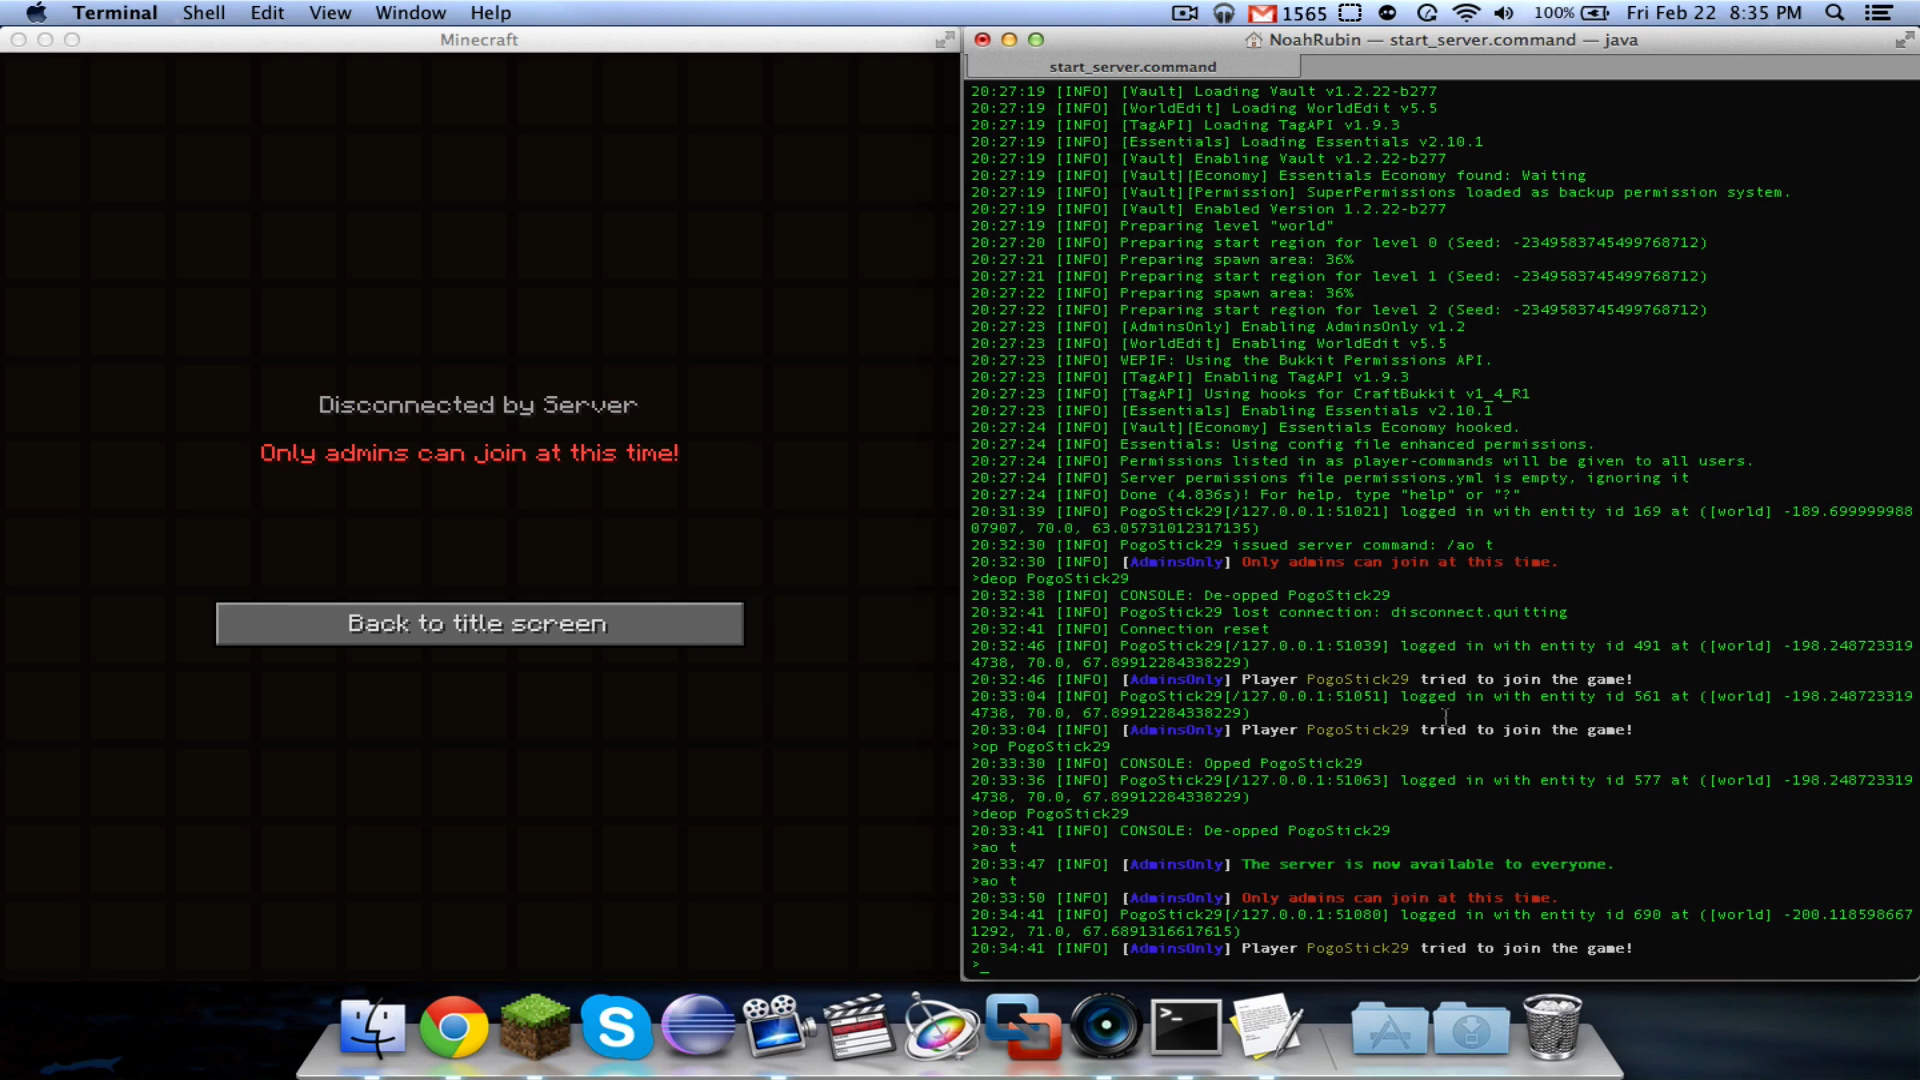 Terminal Shell Edit View Window Help 1565 100% Fri Feb 22 8:35 PM
Minecraft
NoahRubin — start_server.command — java
start_server.command
Disconnected by Server
Only admins can join at this time!
Back to title screen
20:27:19 [INFO] [Vault] Loading Vault v1.2.22-b277
20:27:19 [INFO] [WorldEdit] Loading WorldEdit v5.5
20:27:19 [INFO] [TagAPI] Loading TagAPI v1.9.3
20:27:19 [INFO] [Essentials] Loading Essentials v2.10.1
20:27:19 [INFO] [Vault] Enabling Vault v1.2.22-b277
20:27:19 [INFO] [Vault][Economy] Essentials Economy found: Waiting
20:27:19 [INFO] [Vault][Permission] SuperPermissions loaded as backup permission system.
20:27:19 [INFO] [Vault] Enabled Version 1.2.22-b277
20:27:19 [INFO] Preparing level "world"
20:27:20 [INFO] Preparing start region for level 0 (Seed: -2349583745499768712)
20:27:21 [INFO] Preparing spawn area: 36%
20:27:21 [INFO] Preparing start region for level 1 (Seed: -2349583745499768712)
20:27:22 [INFO] Preparing spawn area: 36%
20:27:22 [INFO] Preparing start region for level 2 (Seed: -2349583745499768712)
20:27:23 [INFO] [AdminsOnly] Enabling AdminsOnly v1.2
20:27:23 [INFO] [WorldEdit] Enabling WorldEdit v5.5
20:27:23 [INFO] WEPIF: Using the Bukkit Permissions API.
20:27:23 [INFO] [TagAPI] Enabling TagAPI v1.9.3
20:27:23 [INFO] [TagAPI] Using hooks for CraftBukkit v1_4_R1
20:27:23 [INFO] [Essentials] Enabling Essentials v2.10.1
20:27:24 [INFO] [Vault][Economy] Essentials Economy hooked.
20:27:24 [INFO] Essentials: Using config file enhanced permissions.
20:27:24 [INFO] Permissions listed in as player-commands will be given to all users.
20:27:24 [INFO] Server permissions file permissions.yml is empty, ignoring it
20:27:24 [INFO] Done (4.836s)! For help, type "help" or "?"
20:31:39 [INFO] PogoStick29[/127.0.0.1:51021] logged in with entity id 169 at ([world] -189.699999988
07907, 70.0, 63.05731012317135)
20:32:30 [INFO] PogoStick29 issued server command: /ao t
20:32:30 [INFO] [AdminsOnly] Only admins can join at this time.
>deop PogoStick29
20:32:38 [INFO] CONSOLE: De-opped PogoStick29
20:32:41 [INFO] PogoStick29 lost connection: disconnect.quitting
20:32:41 [INFO] Connection reset
20:32:46 [INFO] PogoStick29[/127.0.0.1:51039] logged in with entity id 491 at ([world] -198.248723319
4738, 70.0, 67.89912284338229)
20:32:46 [INFO] [AdminsOnly] Player PogoStick29 tried to join the game!
20:33:04 [INFO] PogoStick29[/127.0.0.1:51051] logged in with entity id 561 at ([world] -198.248723319
4738, 70.0, 67.89912284338229)
20:33:04 [INFO] [AdminsOnly] Player PogoStick29 tried to join the game!
>op PogoStick29
20:33:30 [INFO] CONSOLE: Opped PogoStick29
20:33:36 [INFO] PogoStick29[/127.0.0.1:51063] logged in with entity id 577 at ([world] -198.248723319
4738, 70.0, 67.89912284338229)
>deop PogoStick29
20:33:41 [INFO] CONSOLE: De-opped PogoStick29
>ao t
20:33:47 [INFO] [AdminsOnly] The server is now available to everyone.
>ao t
20:33:50 [INFO] [AdminsOnly] Only admins can join at this time.
20:34:41 [INFO] PogoStick29[/127.0.0.1:51080] logged in with entity id 690 at ([world] -200.118598667
1292, 71.0, 67.6891316617615)
20:34:41 [INFO] [AdminsOnly] Player PogoStick29 tried to join the game!
>_